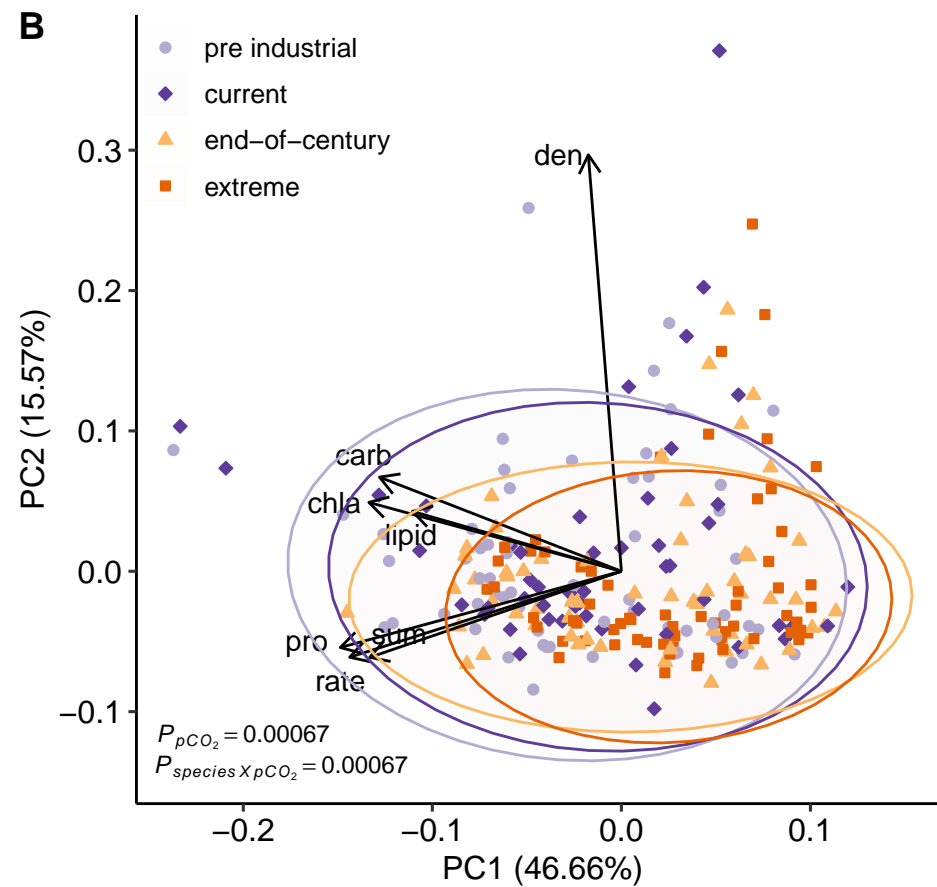 B
pre industrial
current
end−of−century
extreme
PC2 (15.57%)
0.3
0.2
0.1
0.0
−0.1
den
carb
chla
lipid
pro
sum
rate
P pCO2 = 0.00067
P species X pCO2 = 0.00067
−0.2
−0.1
0.0
0.1
PC1 (46.66%)